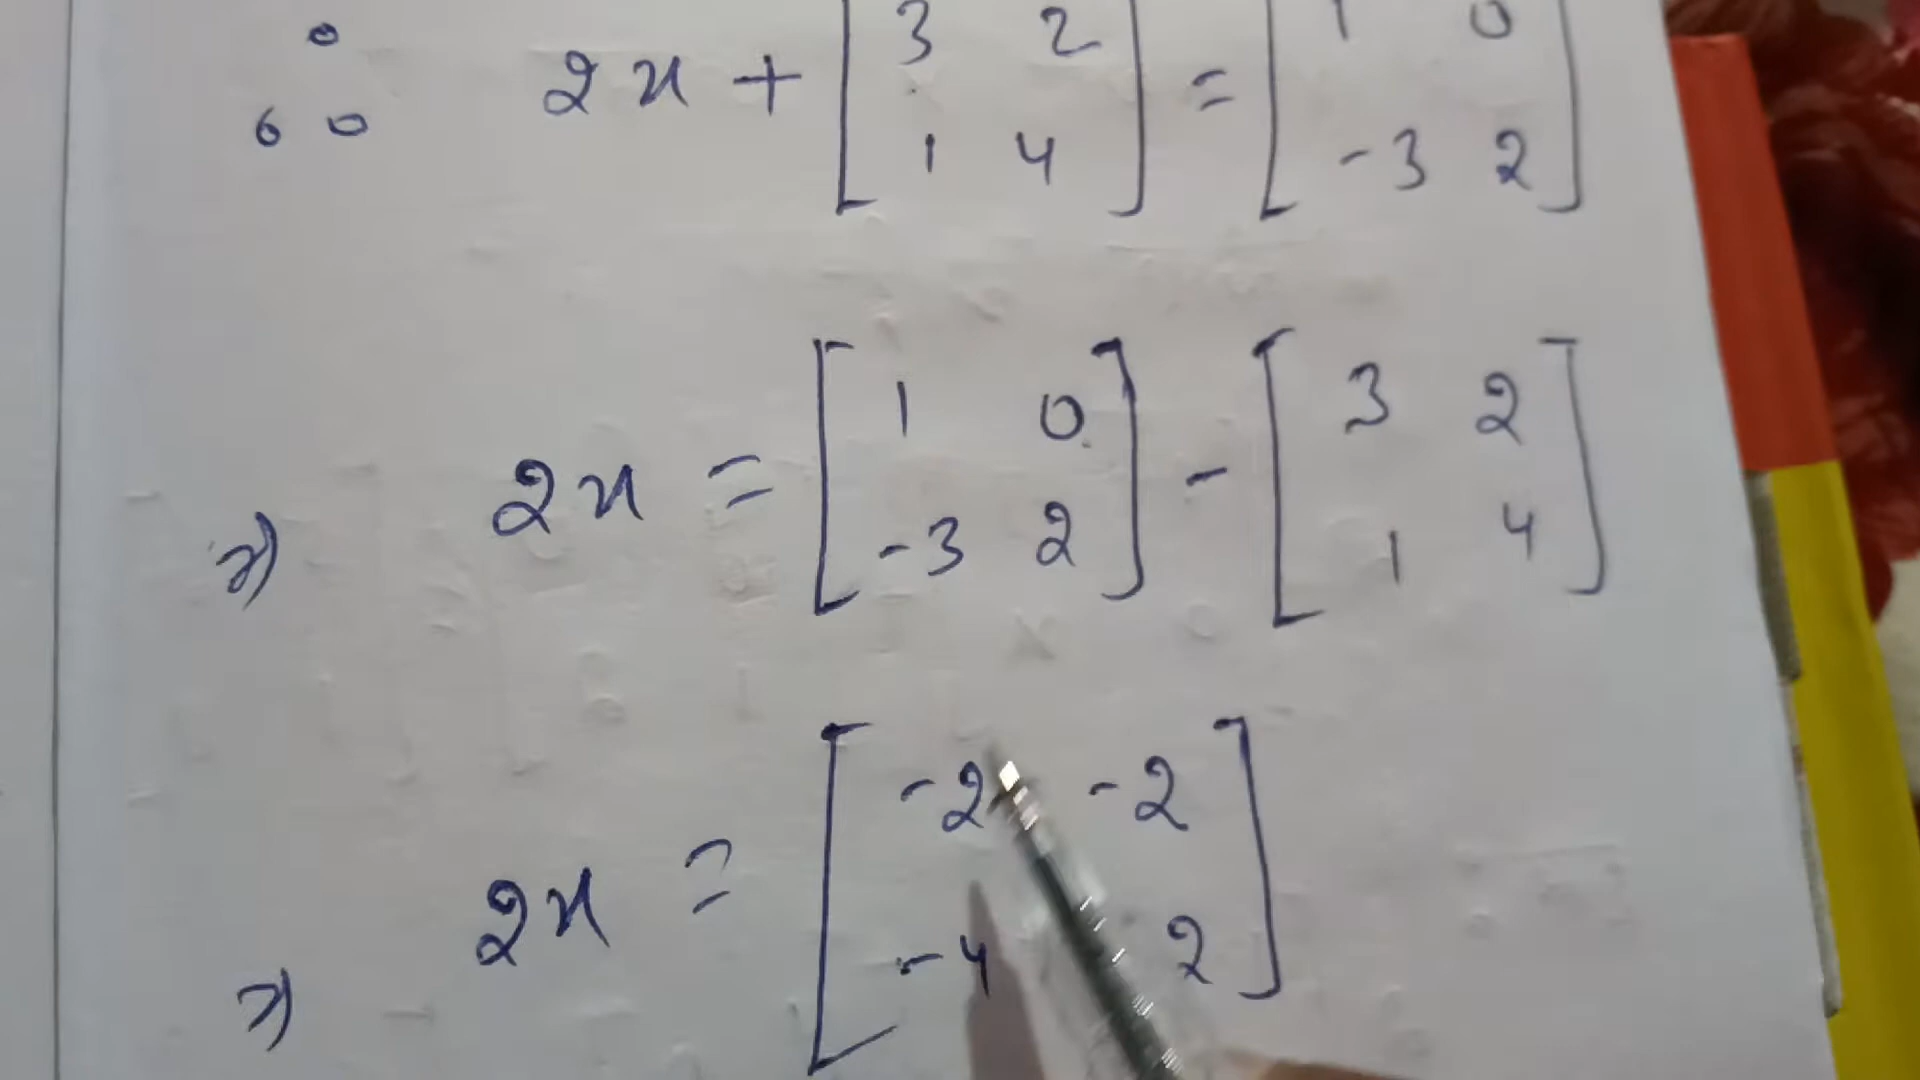 2x + [ 3 2 ] = [ 1 0 ]
[ 1 4 ] [ -3 2 ]
⇒) 2x = [ 1 0 ] - [ 3 2 ]
[ -3 2 ] [ 1 4 ]
⇒) 2x = [ -2 -2 ]
[ -4 2 ]